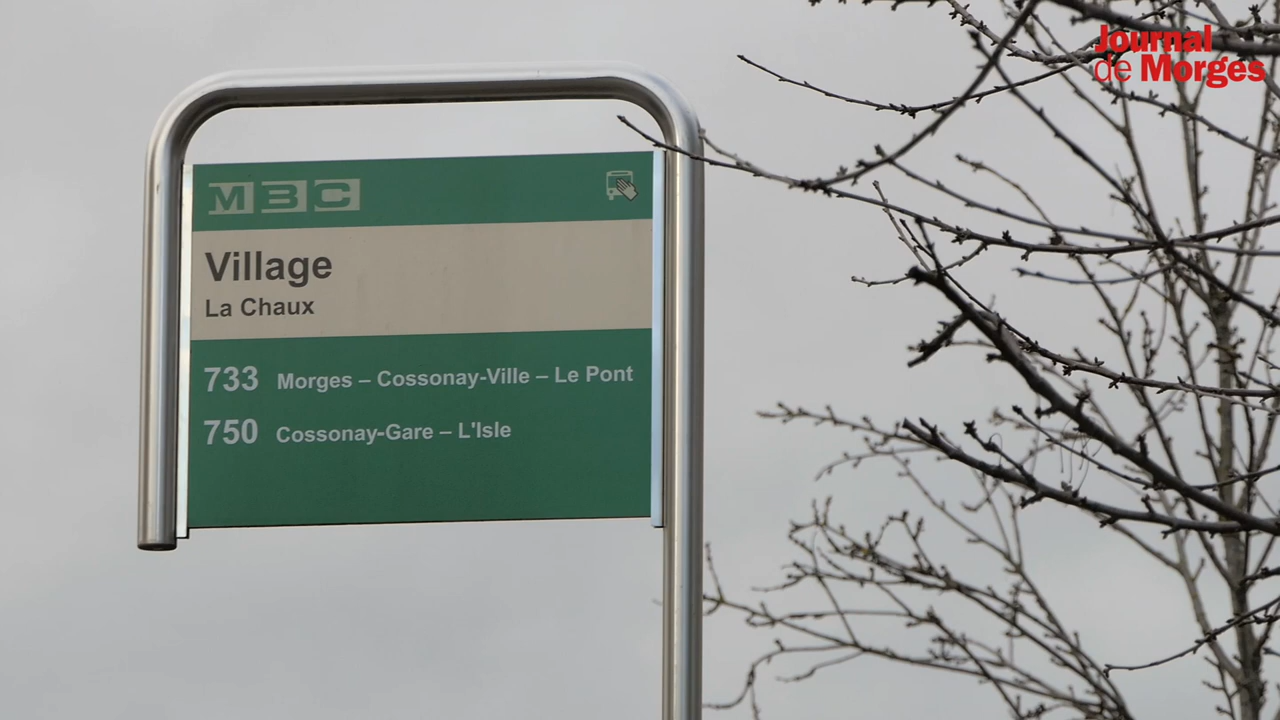 Journal
de Morges
MBC
Village
La Chaux
733 Morges – Cossonay-Ville – Le Pont
750 Cossonay-Gare – L'Isle